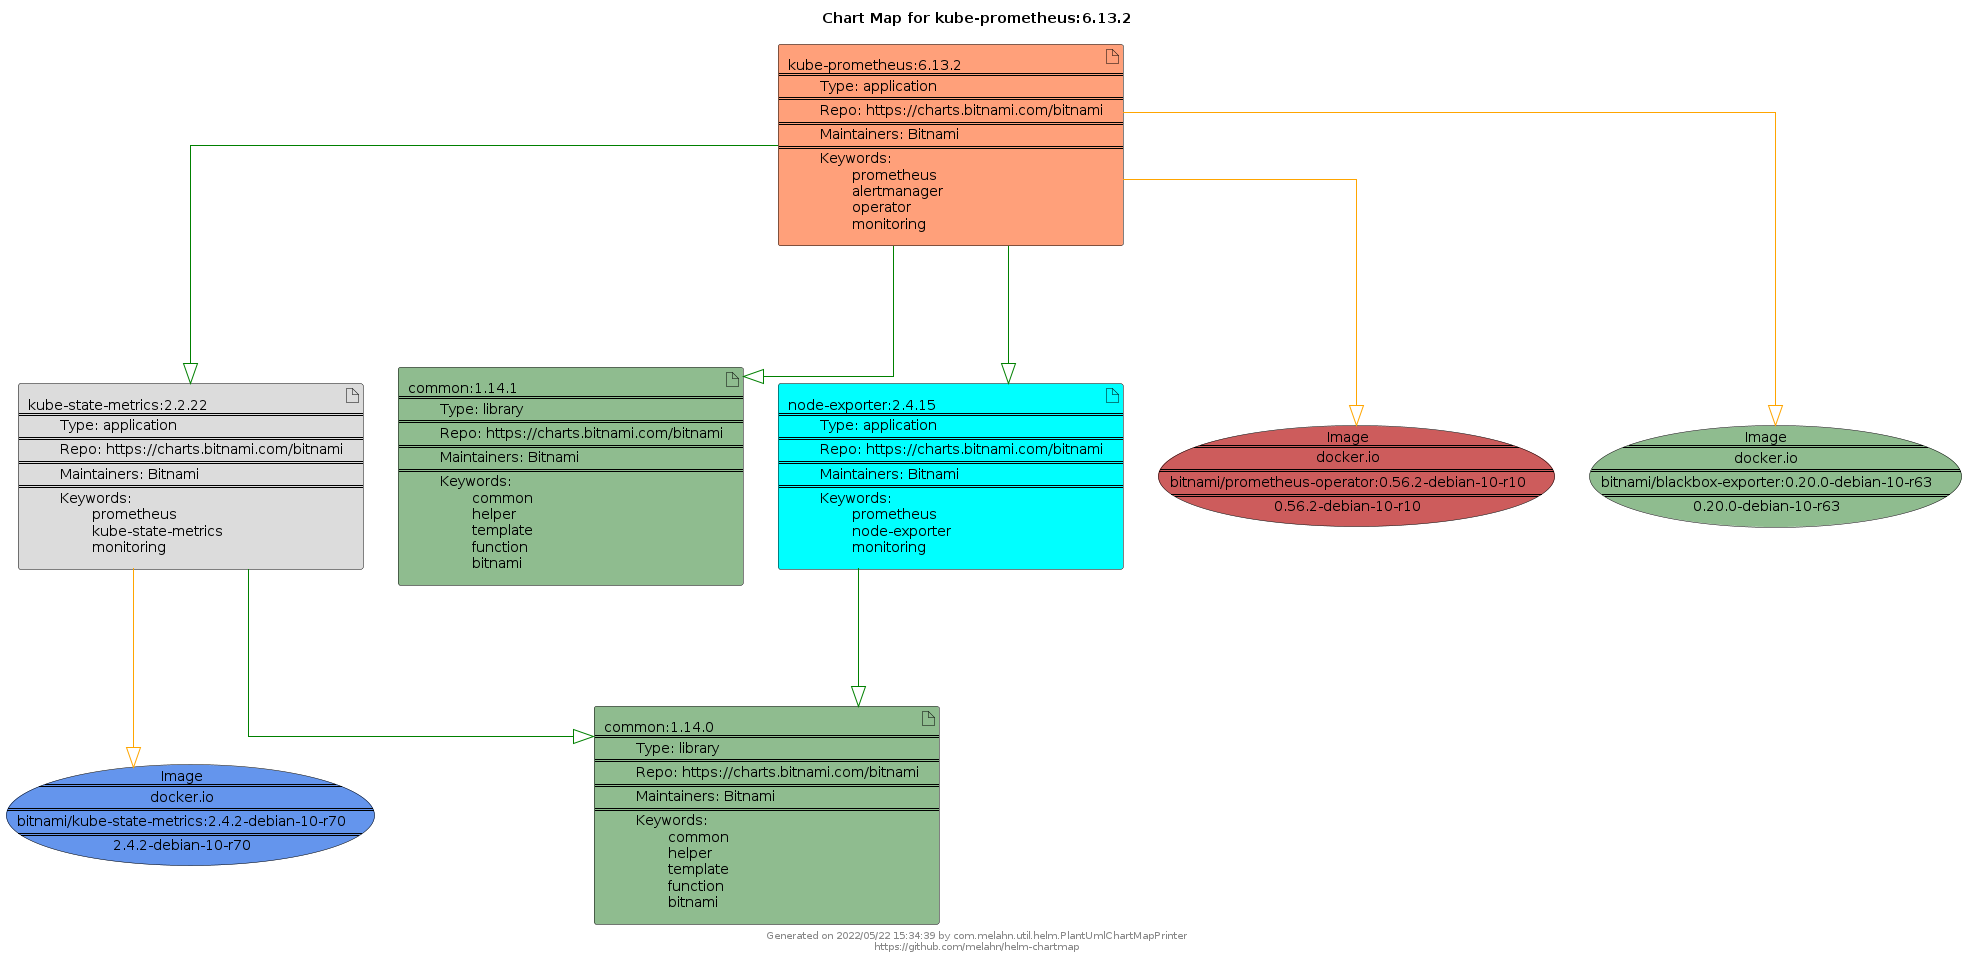 Chart Map for kube-prometheus:6.13.2
kube-prometheus:6.13.2
Type: application
Repo: https://charts.bitnami.com/bitnami
Maintainers: Bitnami
Keywords:
prometheus
alertmanager
operator
monitoring
kube-state-metrics:2.2.22
Type: application
Repo: https://charts.bitnami.com/bitnami
Maintainers: Bitnami
Keywords:
prometheus
kube-state-metrics
monitoring
common:1.14.1
Type: library
Repo: https://charts.bitnami.com/bitnami
Maintainers: Bitnami
Keywords:
common
helper
template
function
bitnami
node-exporter:2.4.15
Type: application
Repo: https://charts.bitnami.com/bitnami
Maintainers: Bitnami
Keywords:
prometheus
node-exporter
monitoring
Image
docker.io
bitnami/prometheus-operator:0.56.2-debian-10-r10
0.56.2-debian-10-r10
Image
docker.io
bitnami/blackbox-exporter:0.20.0-debian-10-r63
0.20.0-debian-10-r63
Image
docker.io
bitnami/kube-state-metrics:2.4.2-debian-10-r70
2.4.2-debian-10-r70
common:1.14.0
Type: library
Repo: https://charts.bitnami.com/bitnami
Maintainers: Bitnami
Keywords:
common
helper
template
function
bitnami
Generated on 2022/05/22 15:34:39 by com.melahn.util.helm.PlantUmlChartMapPrinter
https://github.com/melahn/helm-chartmap